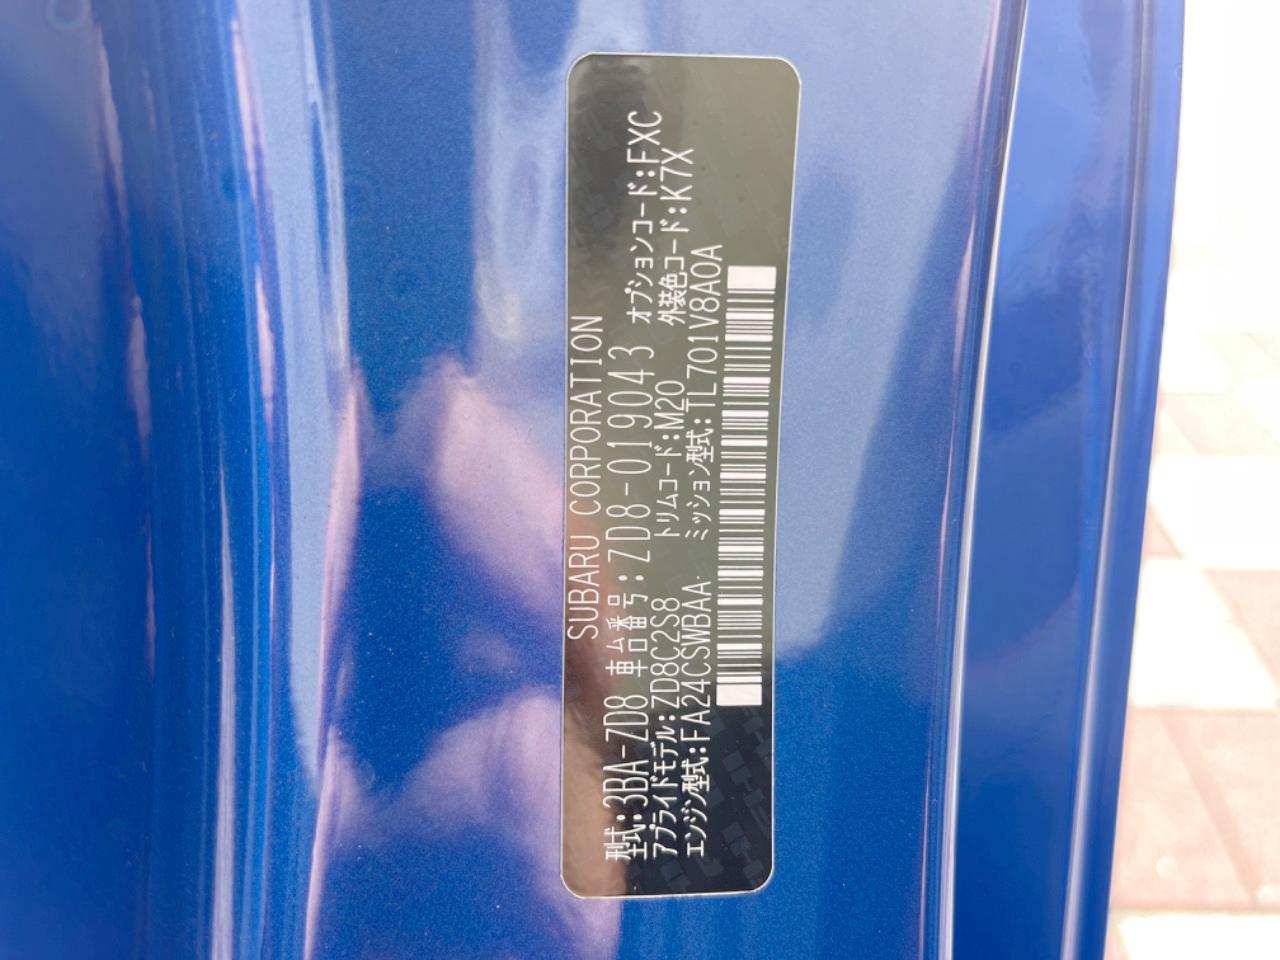 SUBARU CORPORATION
型式:3BA-ZD8 車台番号:ZD8-019043 オプションコード:FXC
アプライドモデル:ZD8C2S8 トリムコード:M20 外装色コード:K7X
エンジン型式:FA24CSWBAA ミッション型式:TL701V8A0A